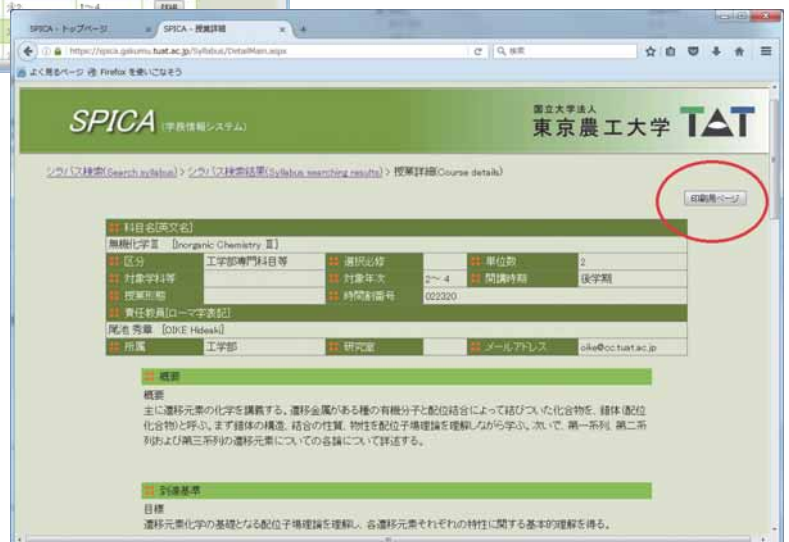 1～4
SPICA - トップページ
SPICA - 授業詳細
https://spica.gakumu.tuat.ac.jp/Syllabus/DetailMain.aspx
検索
よく見るページ Firefox を使いこなそう
SPICA (学務情報システム)
国立大学法人
東京農工大学 TAT
シラバス検索(Search syllabus) > シラバス検索結果(Syllabus searching results) > 授業詳細(Course details)
印刷用ページ
科目名[英文名]
無機化学Ⅱ [Inorganic Chemistry Ⅱ]
区分 工学部専門科目等 選択必修 単位数 2
対象学科等 対象年次 2～ 4 開講時期 後学期
授業形態 時間割番号 022320
責任教員[ローマ字表記]
尾池 秀章 [OIKE Hideaki]
所属 工学部 研究室 メールアドレス oike@cc.tuat.ac.jp
概要
概要
主に遷移元素の化学を講義する。遷移金属がある種の有機分子と配位結合によって結びついた化合物を、錯体(配位
化合物)と呼ぶ。まず錯体の構造、結合の性質、物性を配位子場理論を理解しながら学ぶ。次いで、第一系列、第二系
列および第三系列の遷移元素についての各論について詳述する。
到達基準
目標
遷移元素化学の基礎となる配位子場理論を理解し、各遷移元素それぞれの特性に関する基本的理解を得る。